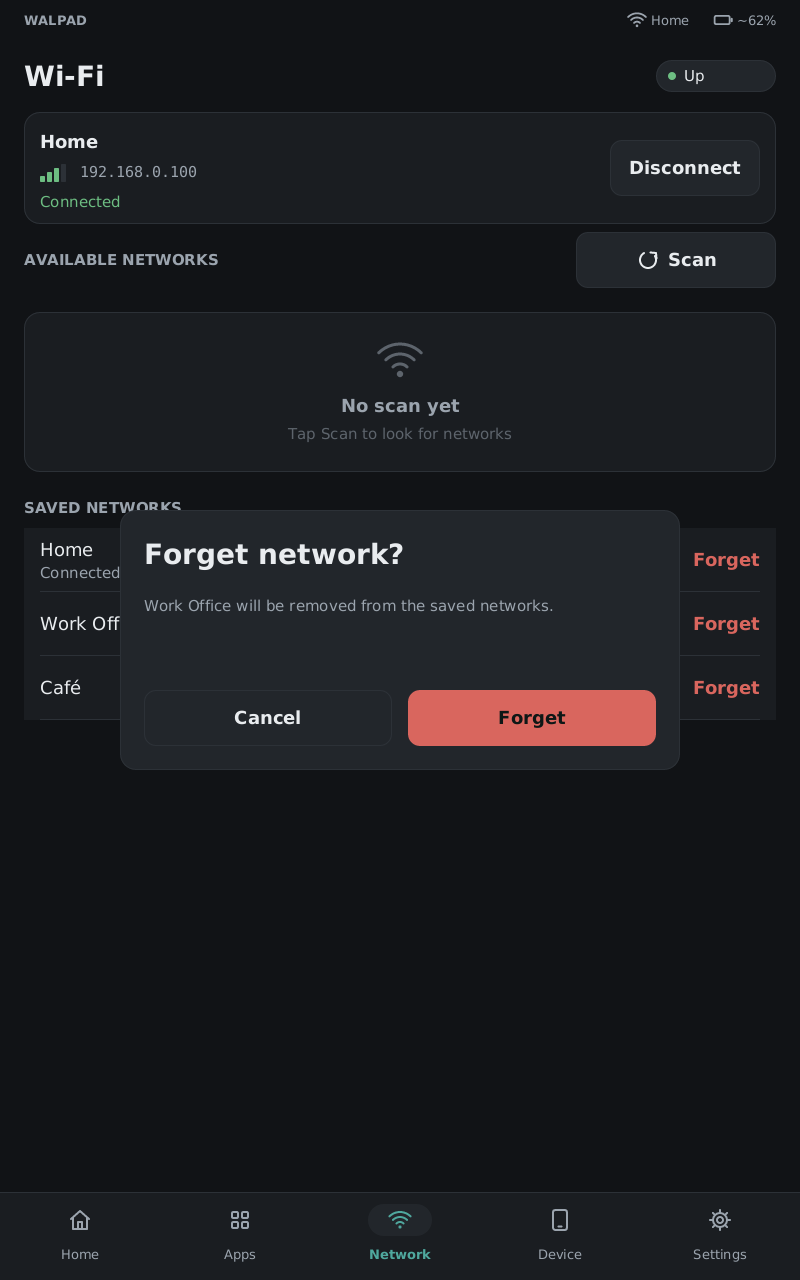 WALPAD
Home
~62%
Wi-Fi
Up
Home
192.168.0.100
Connected
Disconnect
AVAILABLE NETWORKS
Scan
No scan yet
Tap Scan to look for networks
SAVED NETWORKS
Home
Connected
Forget
Work Off
Forget
Café
Forget
Forget network?
Work Office will be removed from the saved networks.
Cancel
Forget
Home
Apps
Network
Device
Settings